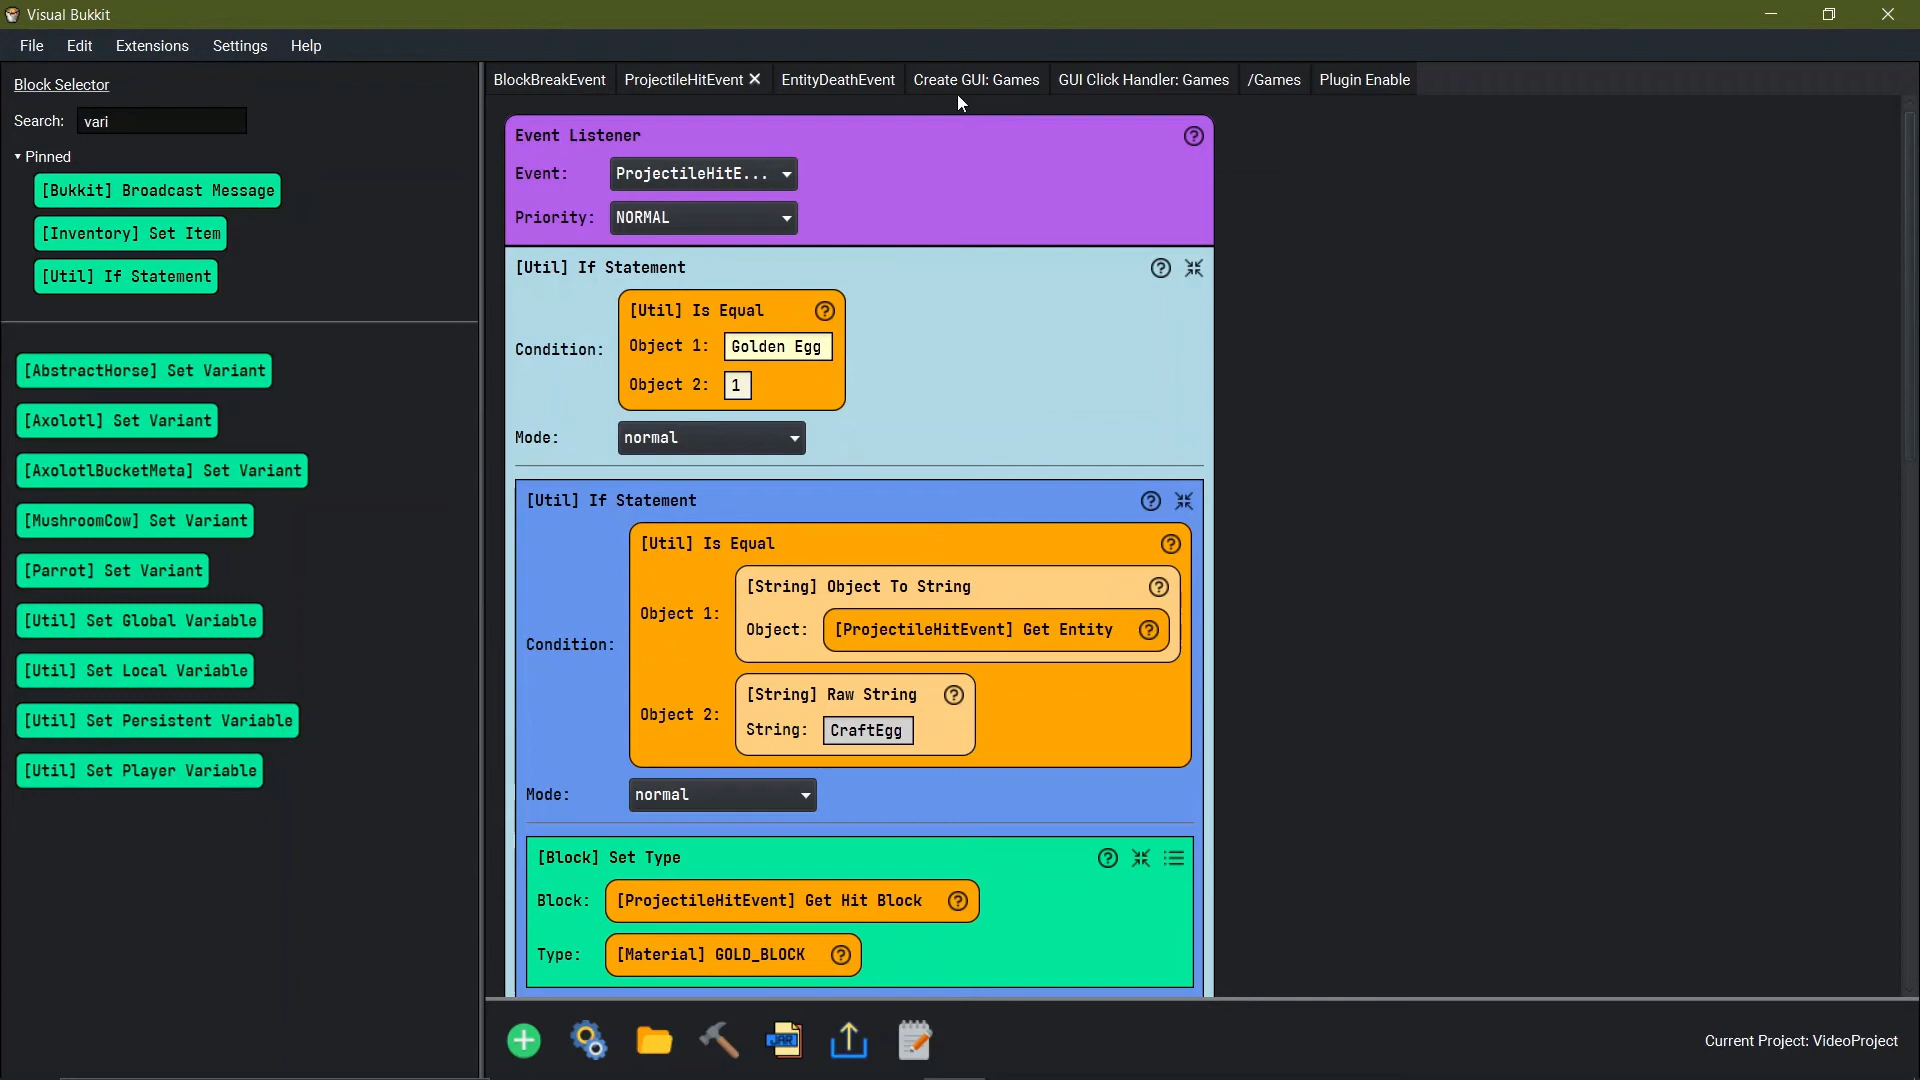 Visual Bukkit
File Edit Extensions Settings Help
Block Selector
Search: vari
Pinned
[Bukkit] Broadcast Message
[Inventory] Set Item
[Util] If Statement
[AbstractHorse] Set Variant
[Axolotl] Set Variant
[AxolotlBucketMeta] Set Variant
[MushroomCow] Set Variant
[Parrot] Set Variant
[Util] Set Global Variable
[Util] Set Local Variable
[Util] Set Persistent Variable
[Util] Set Player Variable
BlockBreakEvent ProjectileHitEvent EntityDeathEvent Create GUI: Games GUI Click Handler: Games /Games Plugin Enable
Event Listener
Event: ProjectileHitE...
Priority: NORMAL
[Util] If Statement
Condition:
[Util] Is Equal
Object 1: Golden Egg
Object 2: 1
Mode: normal
[Util] If Statement
Condition:
[Util] Is Equal
Object 1:
[String] Object To String
Object: [ProjectileHitEvent] Get Entity
Object 2:
[String] Raw String
String: CraftEgg
Mode: normal
[Block] Set Type
Block: [ProjectileHitEvent] Get Hit Block
Type: [Material] GOLD_BLOCK
JAR
Current Project: VideoProject